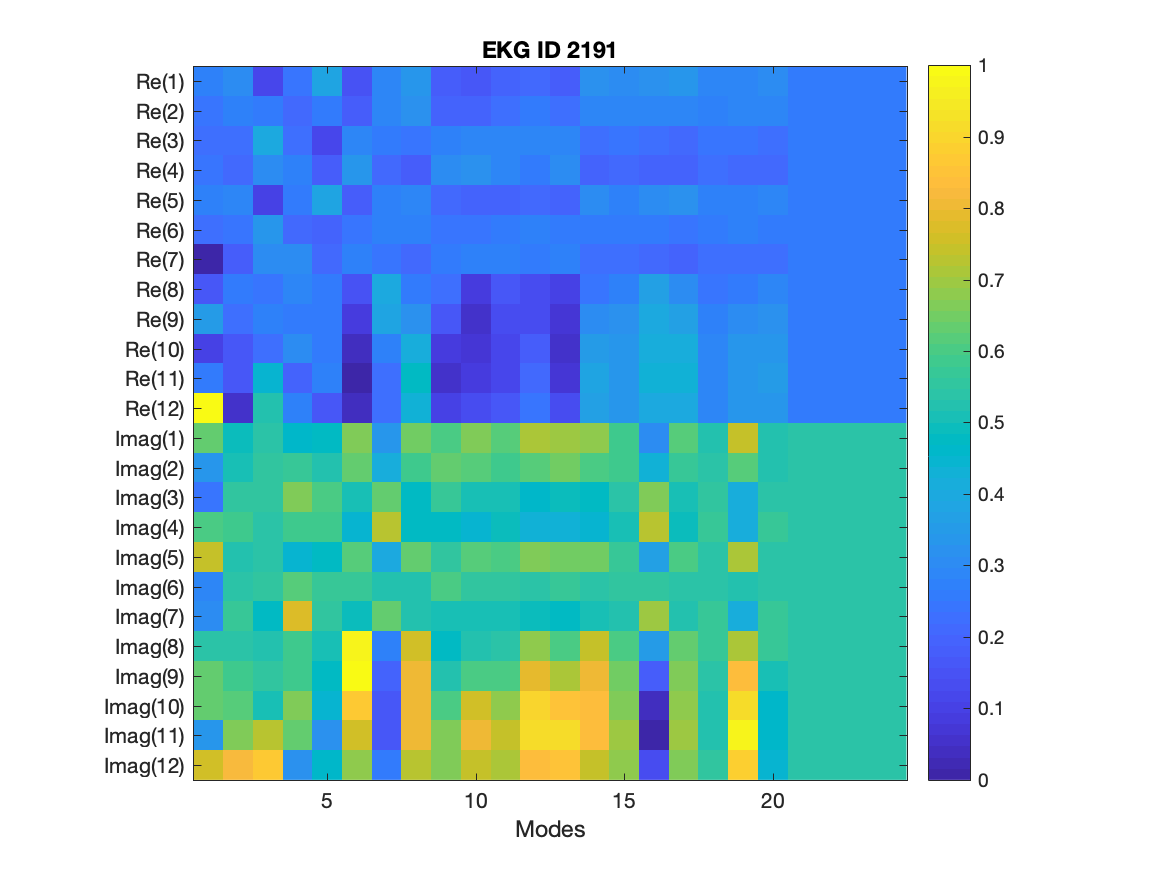 EKG ID 2191
Re(1)
Re(2)
Re(3)
Re(4)
Re(5)
Re(6)
Re(7)
Re(8)
Re(9)
Re(10)
Re(11)
Re(12)
Imag(1)
Imag(2)
Imag(3)
Imag(4)
Imag(5)
Imag(6)
Imag(7)
Imag(8)
Imag(9)
Imag(10)
Imag(11)
Imag(12)
5 10 15 20
Modes
1
0.9
0.8
0.7
0.6
0.5
0.4
0.3
0.2
0.1
0